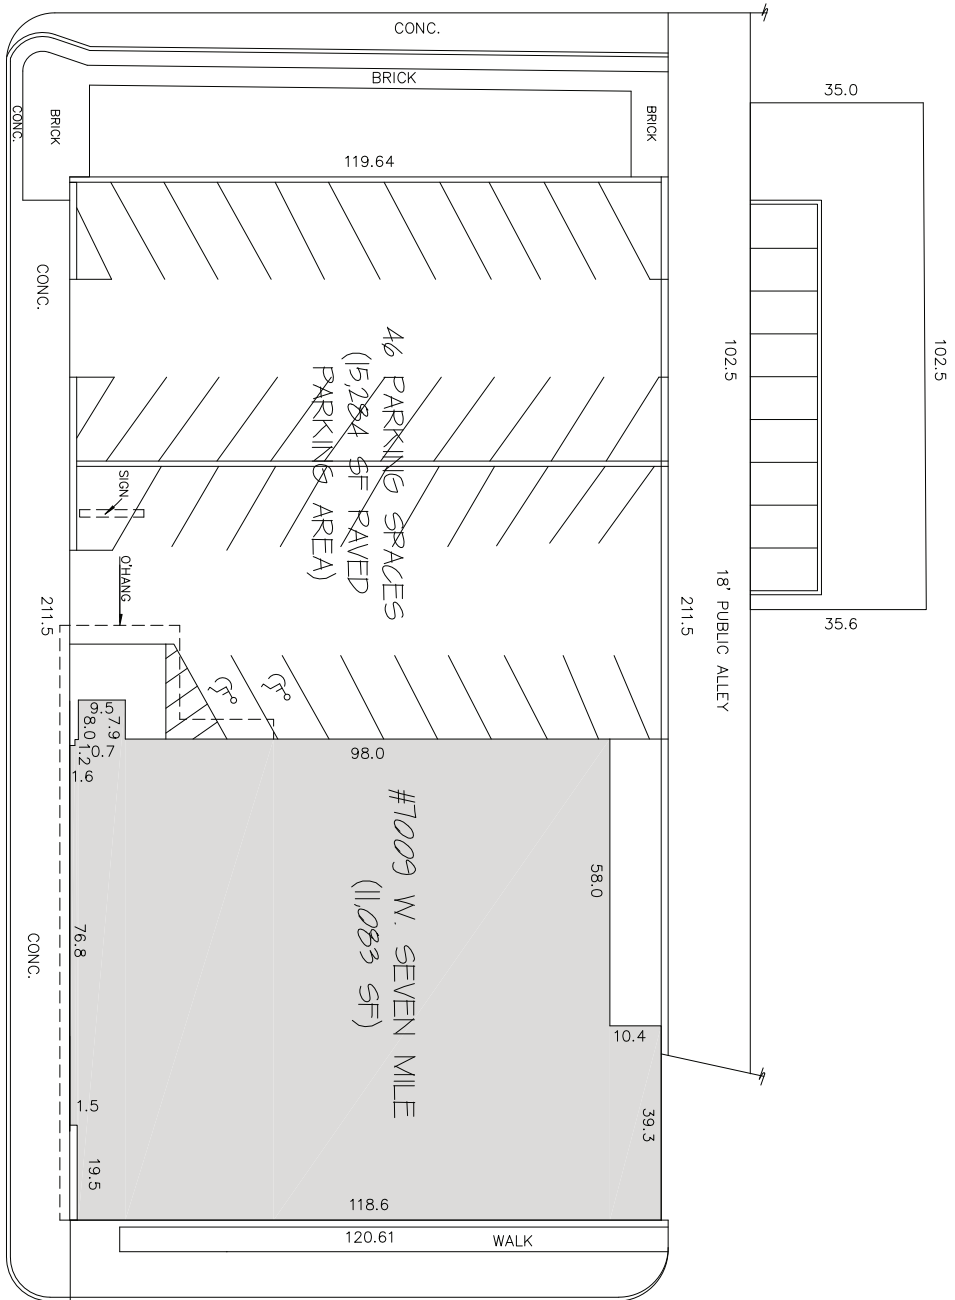 CONC.
BRICK
BRICK
BRICK
CONC.
119.64
35.0
102.5
102.5
35.6
18' PUBLIC ALLEY
CONC.
46 PARKING SPACES
(15,284 SF PAVED
PARKING AREA)
SIGN
O'HANG
211.5
211.5
9.5
7.9
8.0
0.7
1.2
1.6
98.0
#7009 W. SEVEN MILE
(11,083 SF)
58.0
10.4
39.3
76.8
CONC.
1.5
19.5
118.6
120.61
WALK